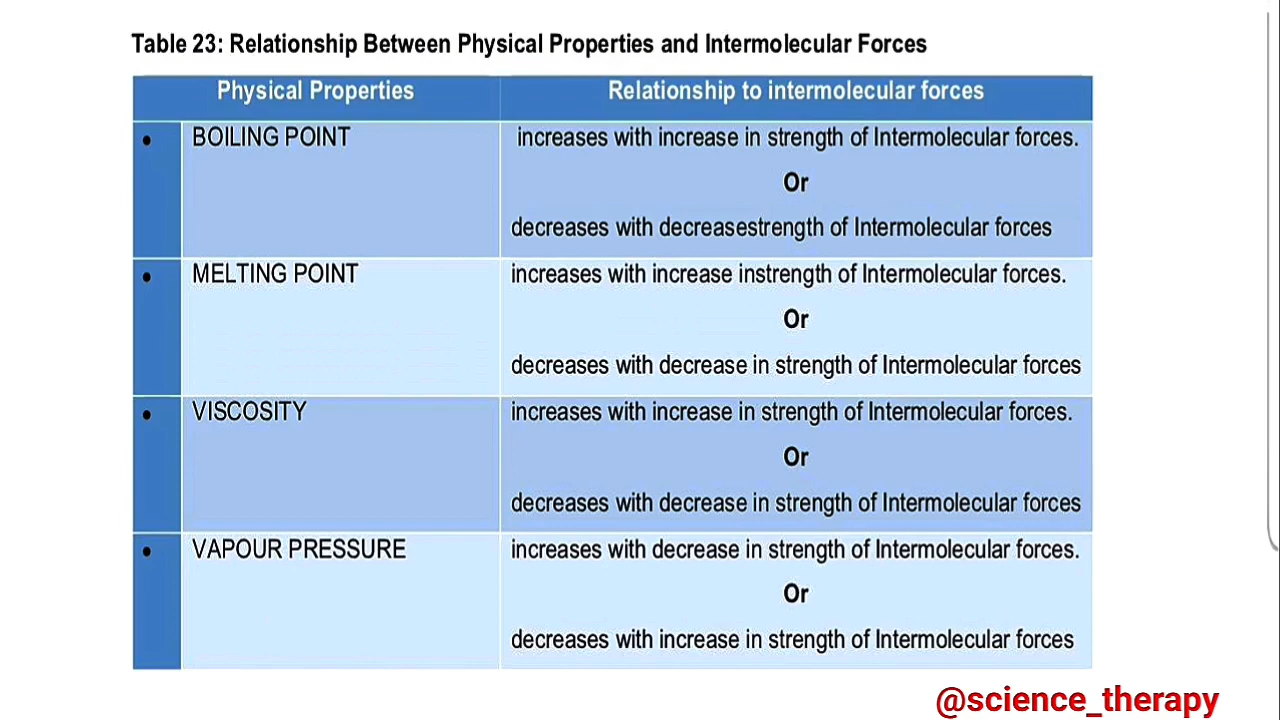 Table 23: Relationship Between Physical Properties and Intermolecular Forces
Physical Properties
Relationship to intermolecular forces
• BOILING POINT
increases with increase in strength of Intermolecular forces.
Or
decreases with decreasestrength of Intermolecular forces
• MELTING POINT
increases with increase instrength of Intermolecular forces.
Or
decreases with decrease in strength of Intermolecular forces
• VISCOSITY
increases with increase in strength of Intermolecular forces.
Or
decreases with decrease in strength of Intermolecular forces
• VAPOUR PRESSURE
increases with decrease in strength of Intermolecular forces.
Or
decreases with increase in strength of Intermolecular forces
@science_therapy